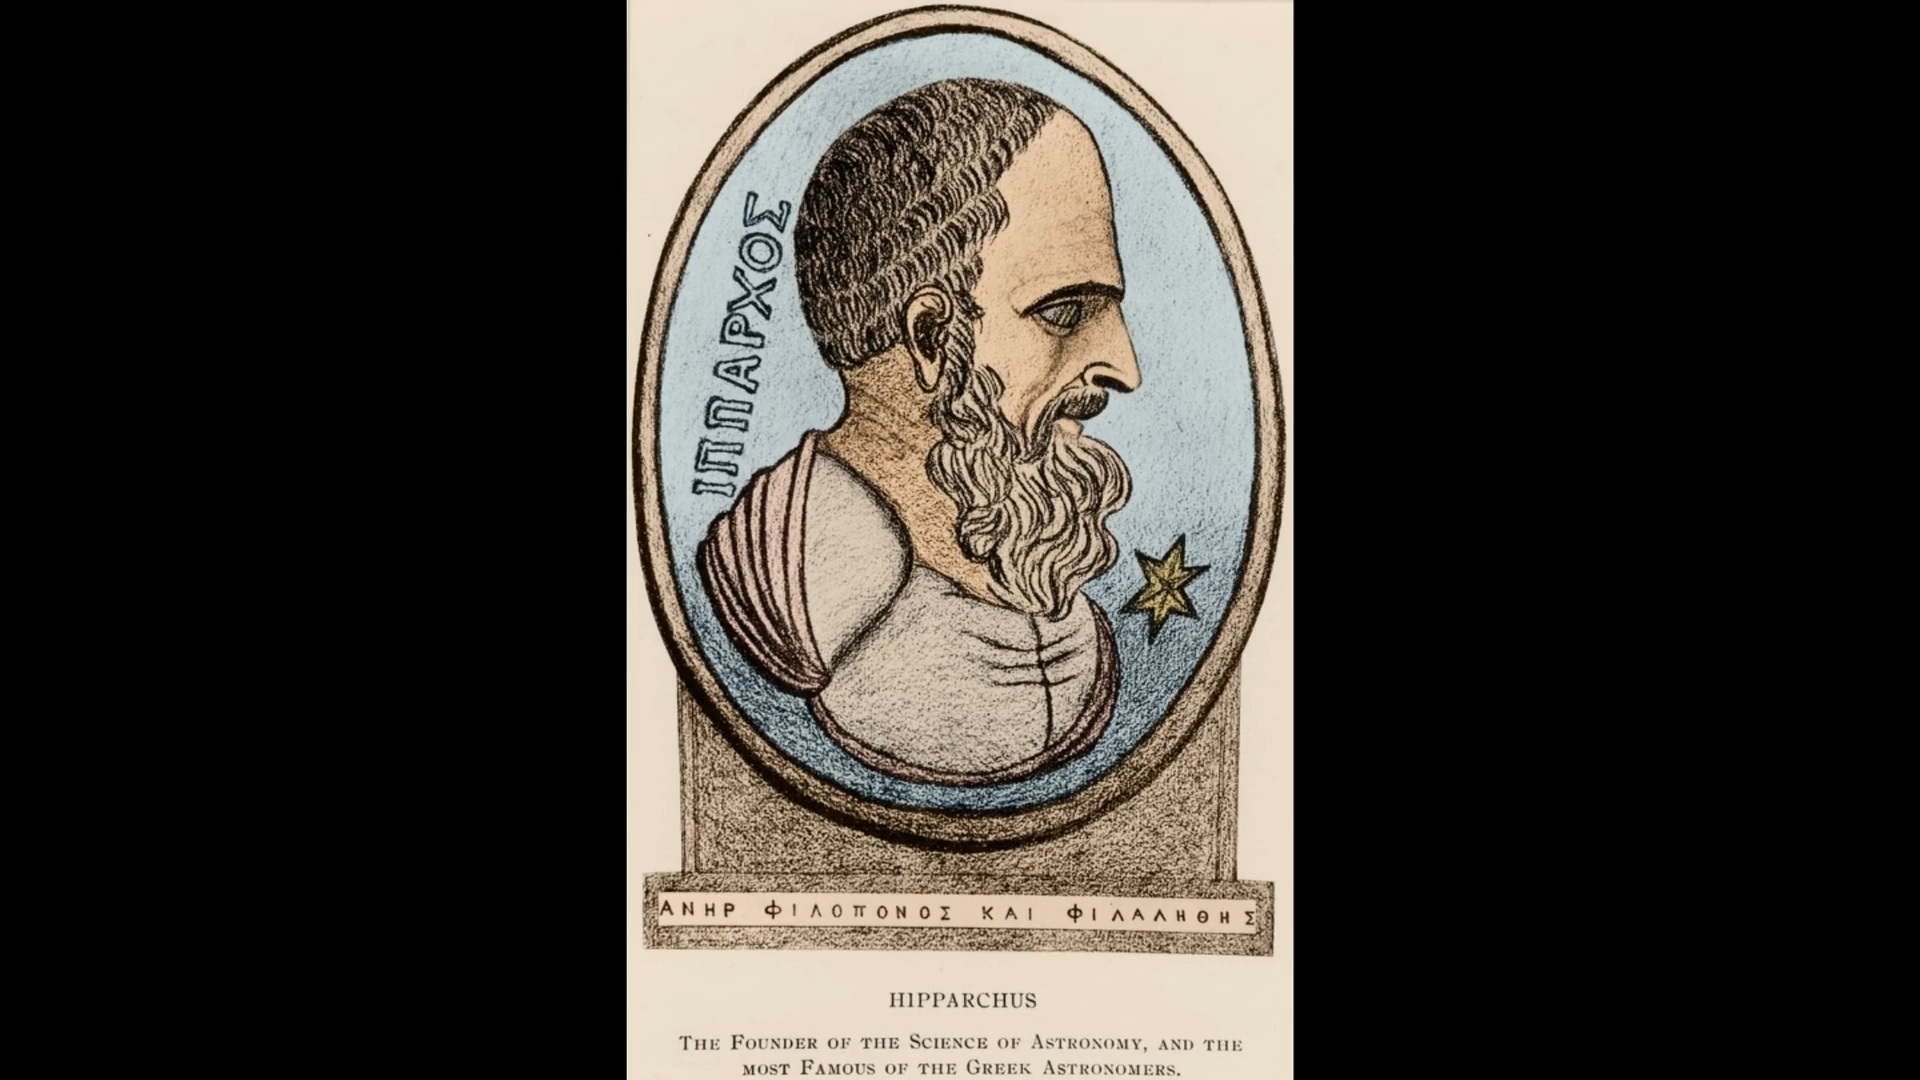 ΙΠΠΑΡΧΟΣ
ΑΝΗΡ ΦΙΛΟΠΟΝΟΣ ΚΑΙ ΦΙΛΑΛΗΘΗΣ
HIPPARCHUS
THE FOUNDER OF THE SCIENCE OF ASTRONOMY, AND THE
MOST FAMOUS OF THE GREEK ASTRONOMERS.